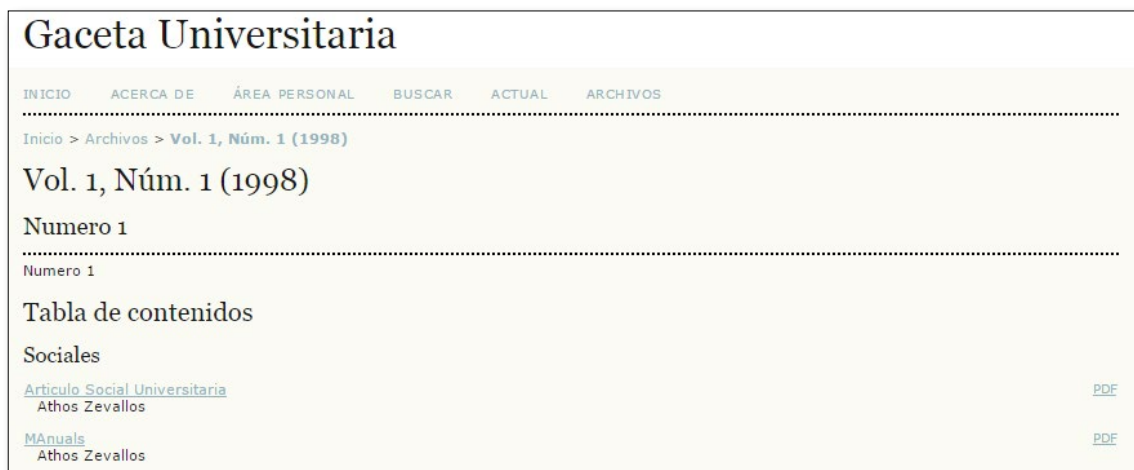 Gaceta Universitaria
INICIO ACERCA DE ÁREA PERSONAL BUSCAR ACTUAL ARCHIVOS
Inicio > Archivos > Vol. 1, Núm. 1 (1998)
Vol. 1, Núm. 1 (1998)
Numero 1
Numero 1
Tabla de contenidos
Sociales
Articulo Social Universitaria PDF
Athos Zevallos
MAnuals PDF
Athos Zevallos